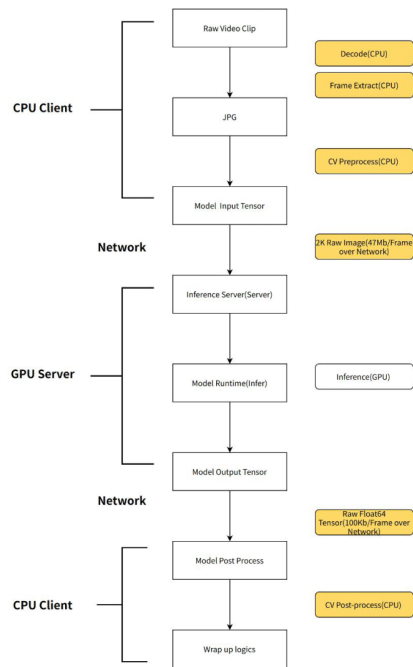 Raw Video Clip
Decode(CPU)
Frame Extract(CPU)
CPU Client
JPG
CV Preprocess(CPU)
Model Input Tensor
Network
2K Raw Image(47Mb/Frame
over Network)
Inference Server(Server)
GPU Server
Model Runtime(Infer)
Inference(GPU)
Model Output Tensor
Network
Raw Float64
Tensor(100Kb/Frame over
Network)
Model Post Process
CPU Client
CV Post-process(CPU)
Wrap up logics